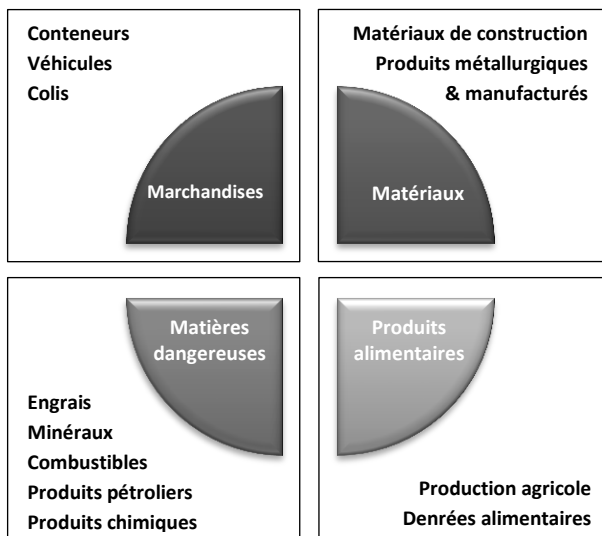 Conteneurs
Véhicules
Colis
Marchandises
Matériaux de construction
Produits métallurgiques
& manufacturés
Matériaux
Matières
dangereuses
Engrais
Minéraux
Combustibles
Produits pétroliers
Produits chimiques
Produits
alimentaires
Production agricole
Denrées alimentaires